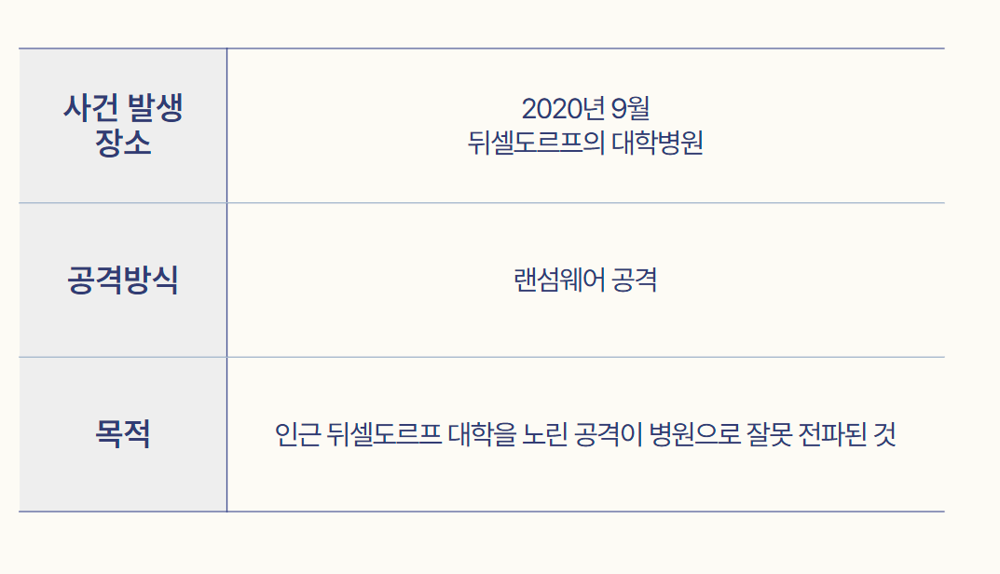 사건 발생
장소
2020년 9월
뒤셀도르프의 대학병원
공격방식
랜섬웨어 공격
목적
인근 뒤셀도르프 대학을 노린 공격이 병원으로 잘못 전파된 것